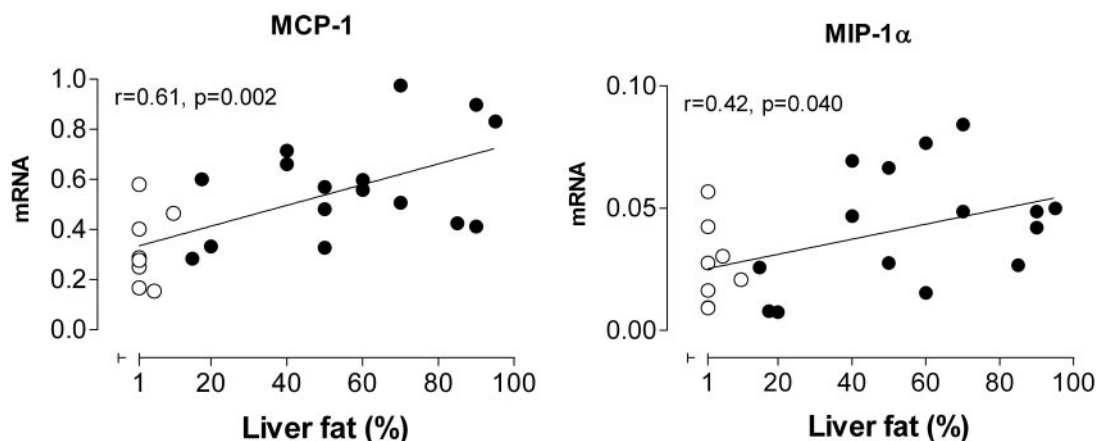 MCP-1
r=0.61, p=0.002
mRNA
1.0
0.8
0.6
0.4
0.2
0.0
1 20 40 60 80 100
Liver fat (%)
MIP-1α
r=0.42, p=0.040
mRNA
0.10
0.05
0.00
1 20 40 60 80 100
Liver fat (%)